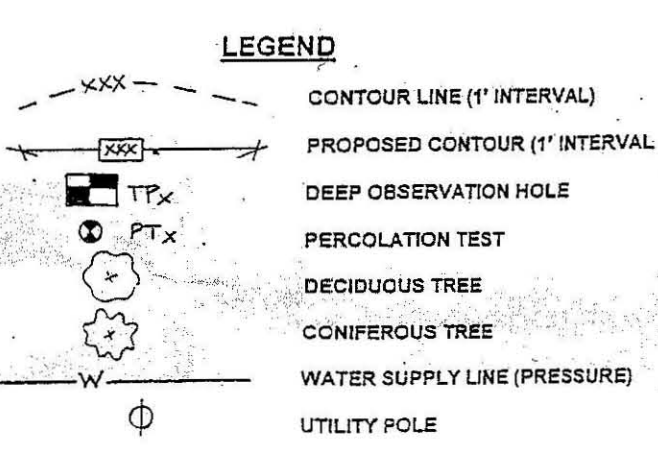 LEGEND
XXX CONTOUR LINE (1' INTERVAL)
XXX PROPOSED CONTOUR (1' INTERVAL
TPX DEEP OBSERVATION HOLE
PTX PERCOLATION TEST
X DECIDUOUS TREE
X CONIFEROUS TREE
W WATER SUPPLY LINE (PRESSURE)
UTILITY POLE